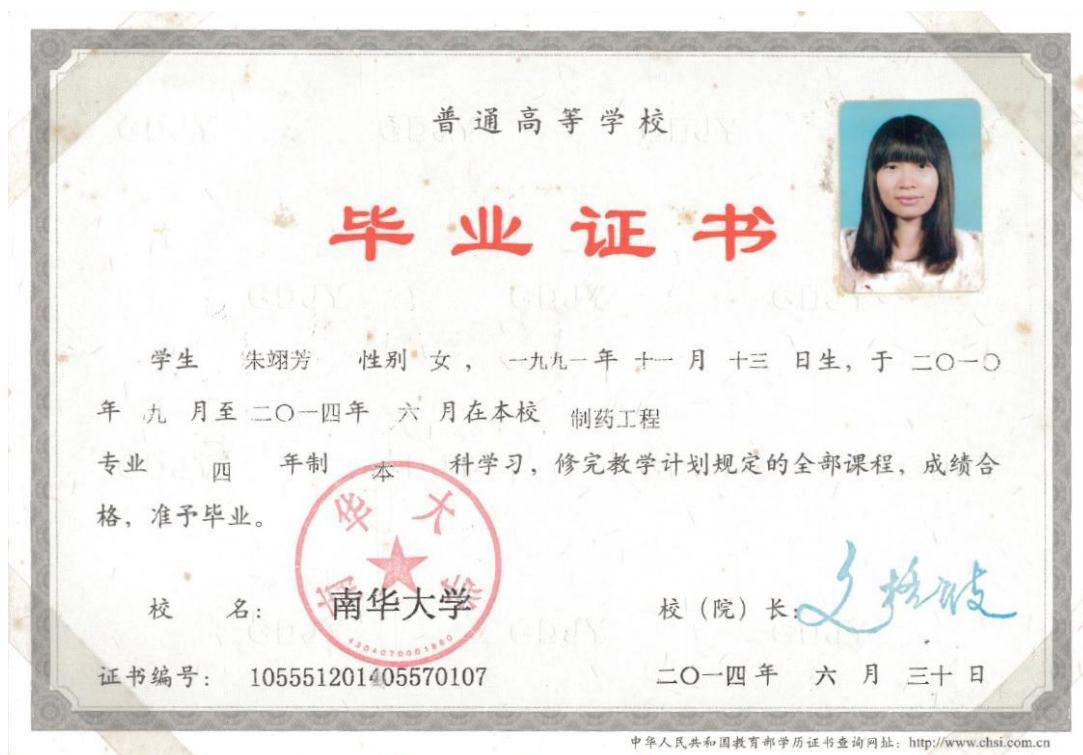 普通高等学校
毕业证书
学生 朱翊芳 性别 女，一九九一年 十一 月 十三 日生，于 二〇一〇
年 九 月至 二〇一四年 六 月在本校 制药工程
专业 四 年制 本 科学习，修完教学计划规定的全部课程，成绩合
格，准予毕业。
南华大学
校 名： 南华大学 校（院）长：
4304070001980
证书编号： 105551201405570107 二〇一四年 六 月 三十 日
中华人民共和国教育部学历证书查询网址：http://www.chsi.com.cn